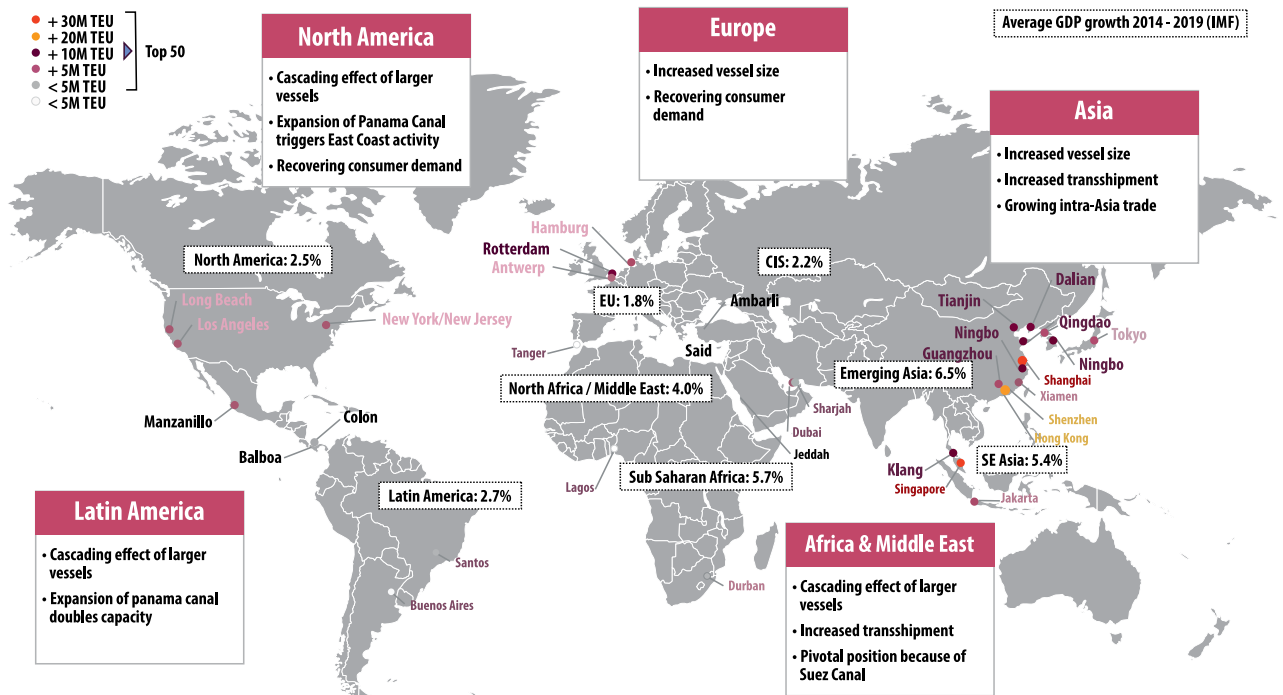 + 30M TEU
+ 20M TEU
+ 10M TEU
+ 5M TEU
< 5M TEU
< 5M TEU
Top 50
North America
• Cascading effect of larger
vessels
• Expansion of Panama Canal
triggers East Coast activity
• Recovering consumer demand
Europe
• Increased vessel size
• Recovering consumer
demand
Average GDP growth 2014 - 2019 (IMF)
Asia
• Increased vessel size
• Increased transshipment
• Growing intra-Asia trade
Hamburg
Rotterdam
Antwerp
North America: 2.5%
CIS: 2.2%
EU: 1.8%
Ambarli
Long Beach
Los Angeles
New York/New Jersey
Tanger
Said
Dalian
Tianjin
Qingdao
Ningbo
Tokyo
Guangzhou
Ningbo
Emerging Asia: 6.5%
Shanghai
Xiamen
North Africa / Middle East: 4.0%
Sharjah
Shenzhen
Manzanillo
Colon
Dubai
Hong Kong
Balboa
Jeddah
SE Asia: 5.4%
Klang
Singapore
Sub Saharan Africa: 5.7%
Lagos
Jakarta
Latin America: 2.7%
Latin America
• Cascading effect of larger
vessels
• Expansion of panama canal
doubles capacity
Santos
Buenos Aires
Durban
Africa & Middle East
• Cascading effect of larger
vessels
• Increased transshipment
• Pivotal position because of
Suez Canal